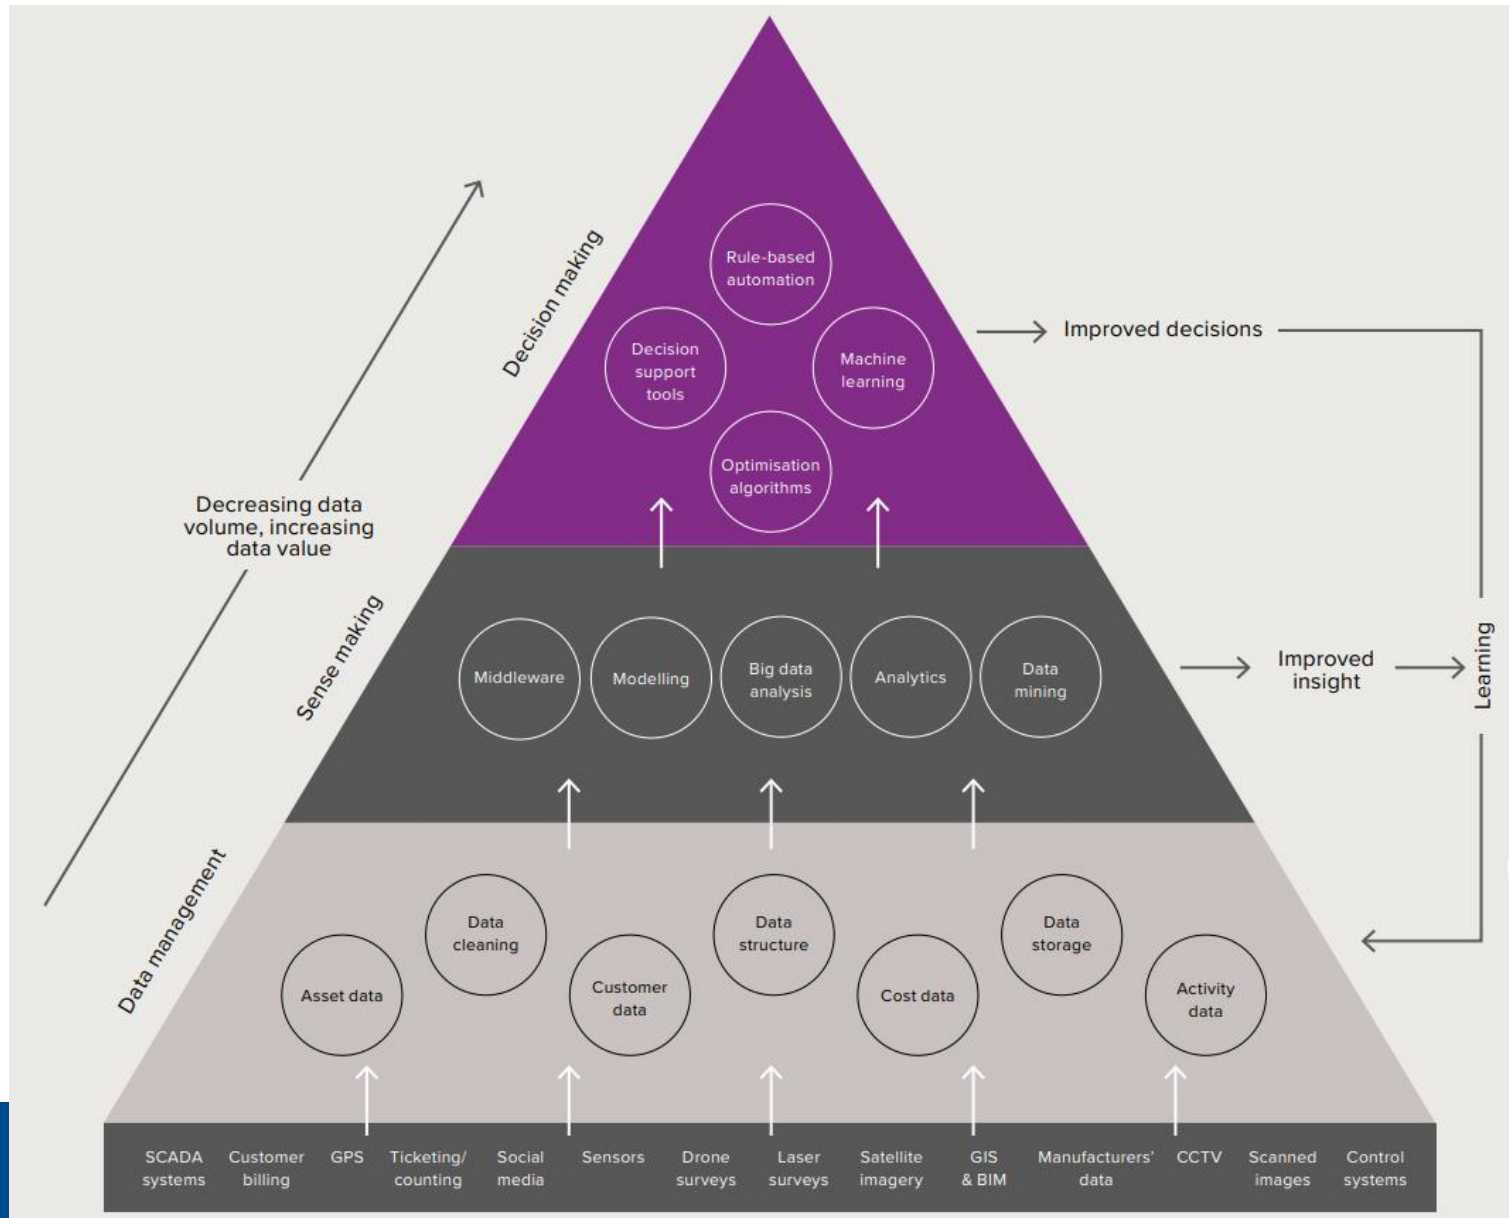 Rule-based
automation
Decision
support
tools
Machine
learning
Optimisation
algorithms
Decision making
Improved decisions
Decreasing data
volume, increasing
data value
Sense making
Middleware
Modelling
Big data
analysis
Analytics
Data
mining
Improved
insight
Learning
Data management
Data
cleaning
Data
structure
Data
storage
Asset data
Customer
data
Cost data
Activity
data
SCADA
systems
Customer
billing
GPS
Ticketing/
counting
Social
media
Sensors
Drone
surveys
Laser
surveys
Satellite
imagery
GIS
& BIM
Manufacturers'
data
CCTV
Scanned
images
Control
systems